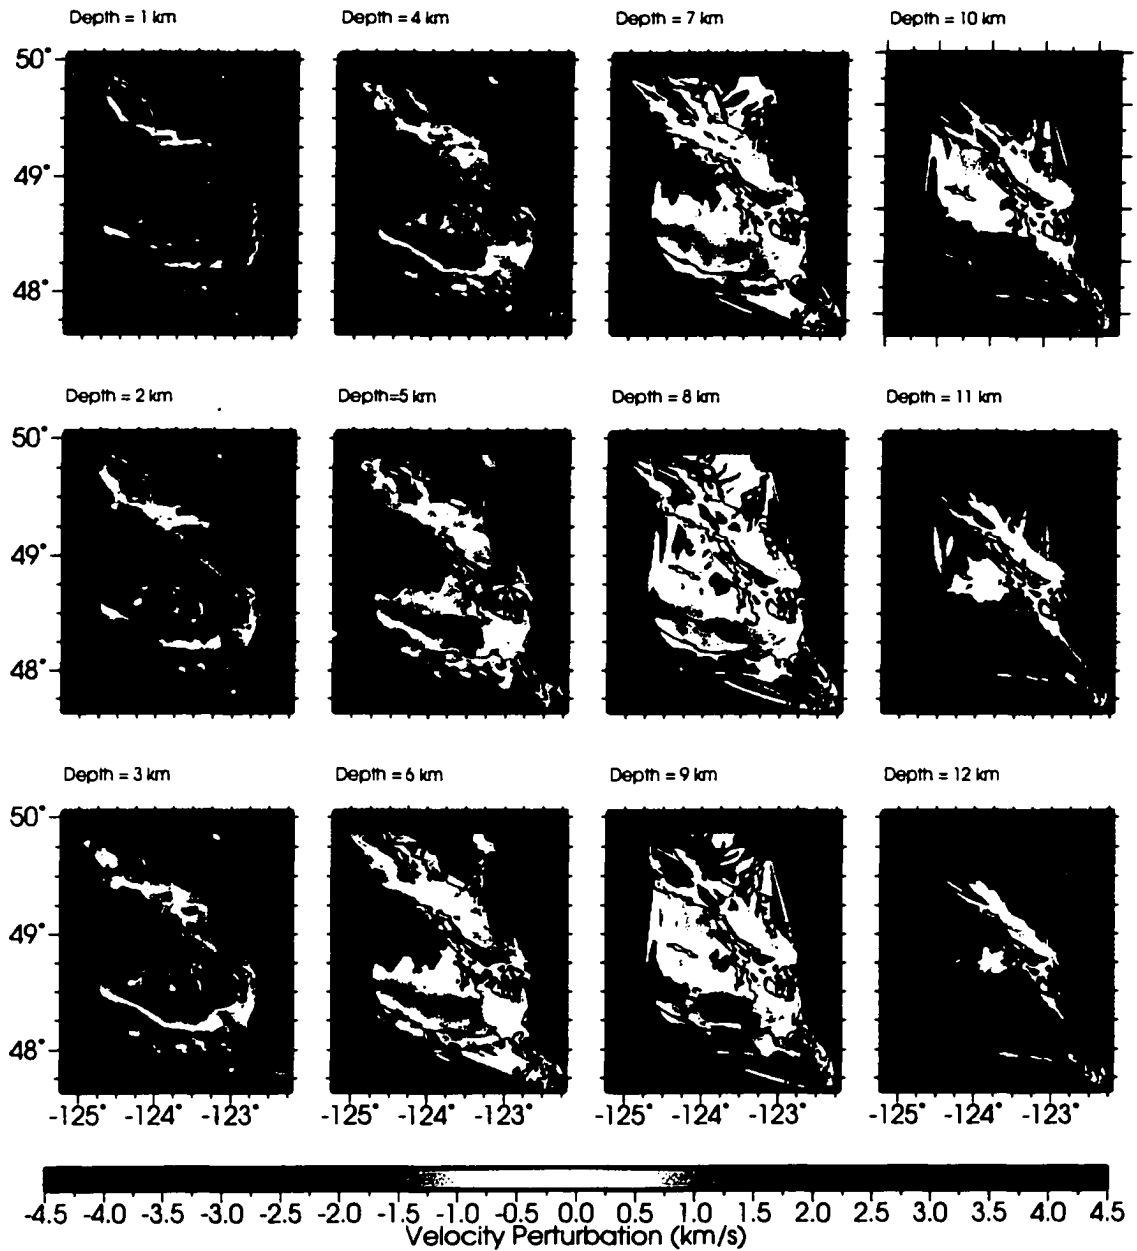 Depth = 1 km Depth = 4 km Depth = 7 km Depth = 10 km
50°
49°
48°
Depth = 2 km Depth=5 km Depth = 8 km Depth = 11 km
50°
49°
48°
Depth = 3 km Depth = 6 km Depth = 9 km Depth = 12 km
50°
49°
48°
-125° -124° -123° -125° -124° -123° -125° -124° -123° -125° -124° -123°
-4.5 -4.0 -3.5 -3.0 -2.5 -2.0 -1.5 -1.0 -0.5 0.0 0.5 1.0 1.5 2.0 2.5 3.0 3.5 4.0 4.5
Velocity Perturbation (km/s)